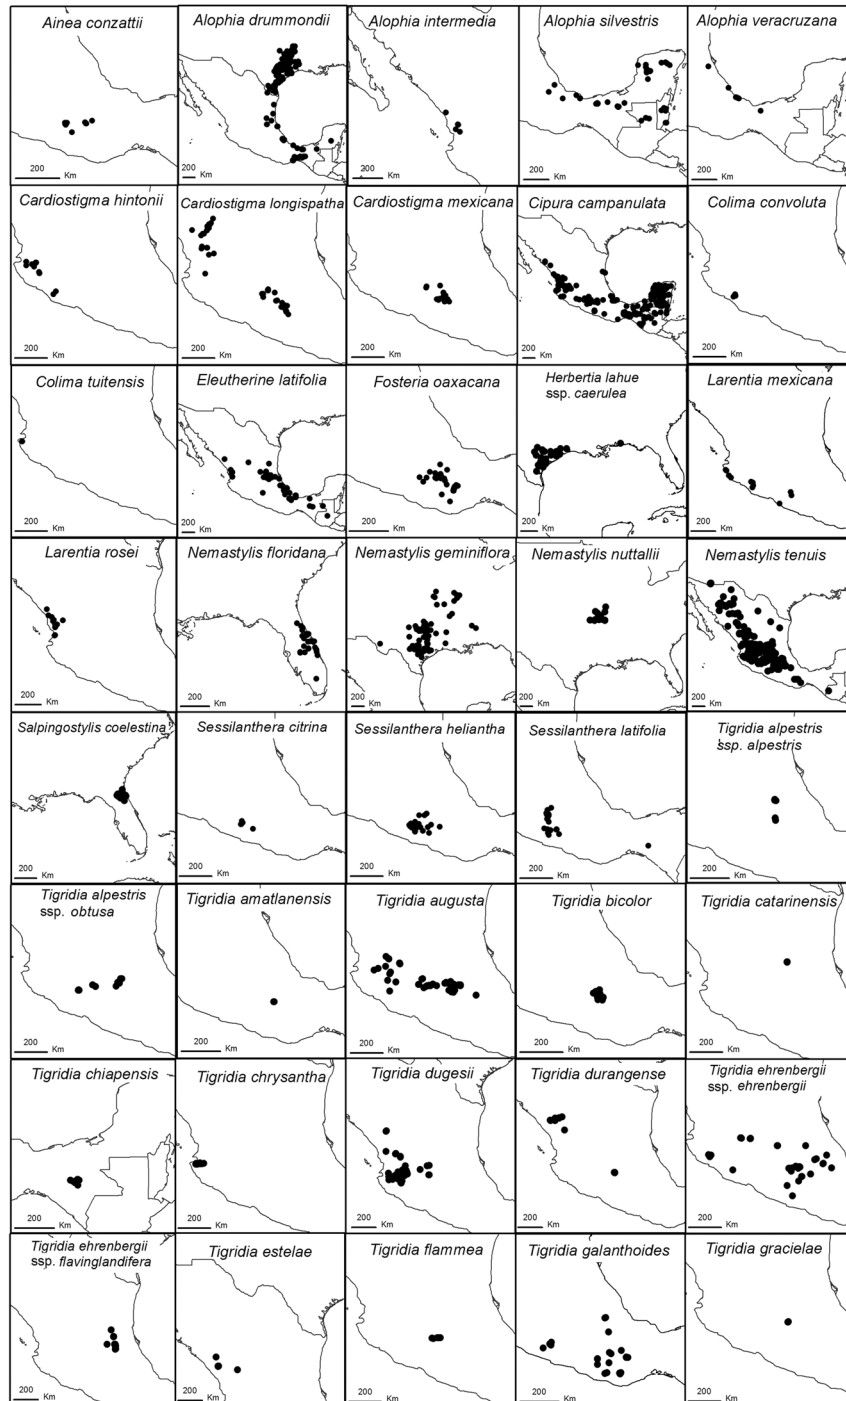 Ainea conzattii
Alophia drummondii
Alophia intermedia
Alophia silvestris
Alophia veracruzana
200 Km
200 Km
200 Km
200 Km
200 Km
Cardiostigma hintonii
Cardiostigma longispatha
Cardiostigma mexicana
Cipura campanulata
Colima convoluta
200 Km
200 Km
200 Km
200 Km
200 Km
Colima tuitensis
Eleutherine latifolia
Fosteria oaxacana
Herbertia lahue
ssp. caerulea
Larentia mexicana
200 Km
200 Km
200 Km
200 Km
200 Km
Larentia rosei
Nemastylis floridana
Nemastylis geminiflora
Nemastylis nuttallii
Nemastylis tenuis
200 Km
200 Km
200 Km
200 Km
200 Km
Salpingostylis coelestina
Sessilanthera citrina
Sessilanthera heliantha
Sessilanthera latifolia
Tigridia alpestris
ssp. alpestris
200 Km
200 Km
200 Km
200 Km
200 Km
Tigridia alpestris
ssp. obtusa
Tigridia amatlanensis
Tigridia augusta
Tigridia bicolor
Tigridia catarinensis
200 Km
200 Km
200 Km
200 Km
200 Km
Tigridia chiapensis
Tigridia chrysantha
Tigridia dugesii
Tigridia durangense
Tigridia ehrenbergii
ssp. ehrenbergii
200 Km
200 Km
200 Km
200 Km
200 Km
Tigridia ehrenbergii
ssp. flavinglandifera
Tigridia estelae
Tigridia flammea
Tigridia galanthoides
Tigridia gracielae
200 Km
200 Km
200 Km
200 Km
200 Km